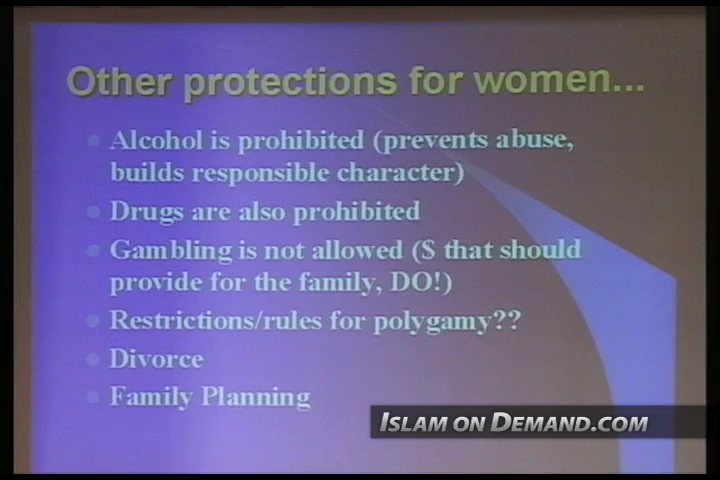 Other protections for women...
Alcohol is prohibited (prevents abuse,
builds responsible character)
Drugs are also prohibited
Gambling is not allowed ($ that should
provide for the family, DO!)
Restrictions/rules for polygamy??
Divorce
Family Planning
ISLAM ON DEMAND.COM